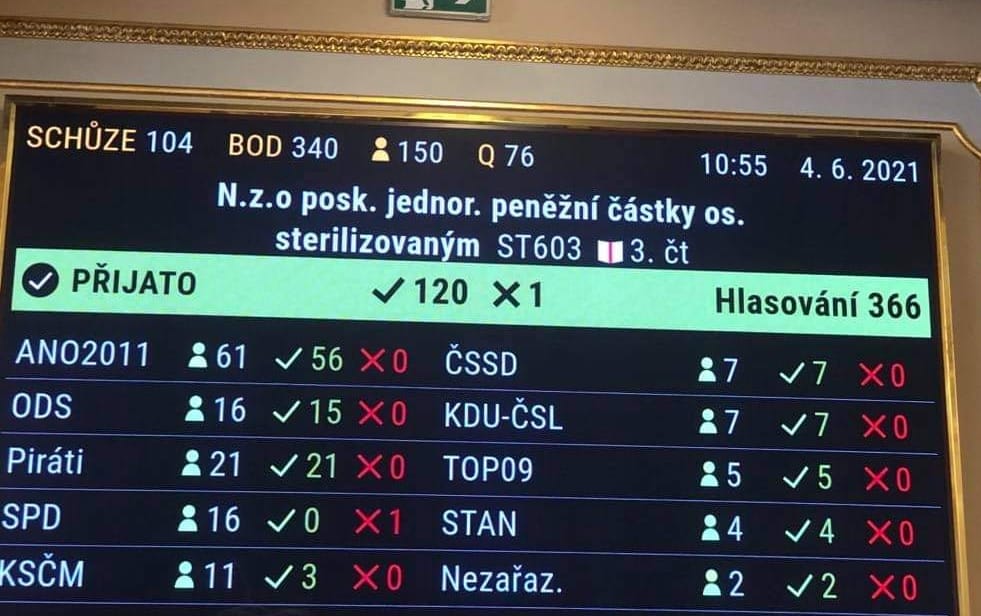 SCHŮZE 104 BOD 340 150 Q 76 10:55 4. 6. 2021
N.z.o posk. jednor. peněžní částky os.
sterilizovaným ST603 3. čt
PŘIJATO ✓ 120 ✕ 1 Hlasování 366
ANO2011 61 ✓ 56 ✕ 0 ČSSD 7 ✓ 7 ✕ 0
ODS 16 ✓ 15 ✕ 0 KDU-ČSL 7 ✓ 7 ✕ 0
Piráti 21 ✓ 21 ✕ 0 TOP09 5 ✓ 5 ✕ 0
SPD 16 ✓ 0 ✕ 1 STAN 4 ✓ 4 ✕ 0
KSČM 11 ✓ 3 ✕ 0 Nezařaz. 2 ✓ 2 ✕ 0